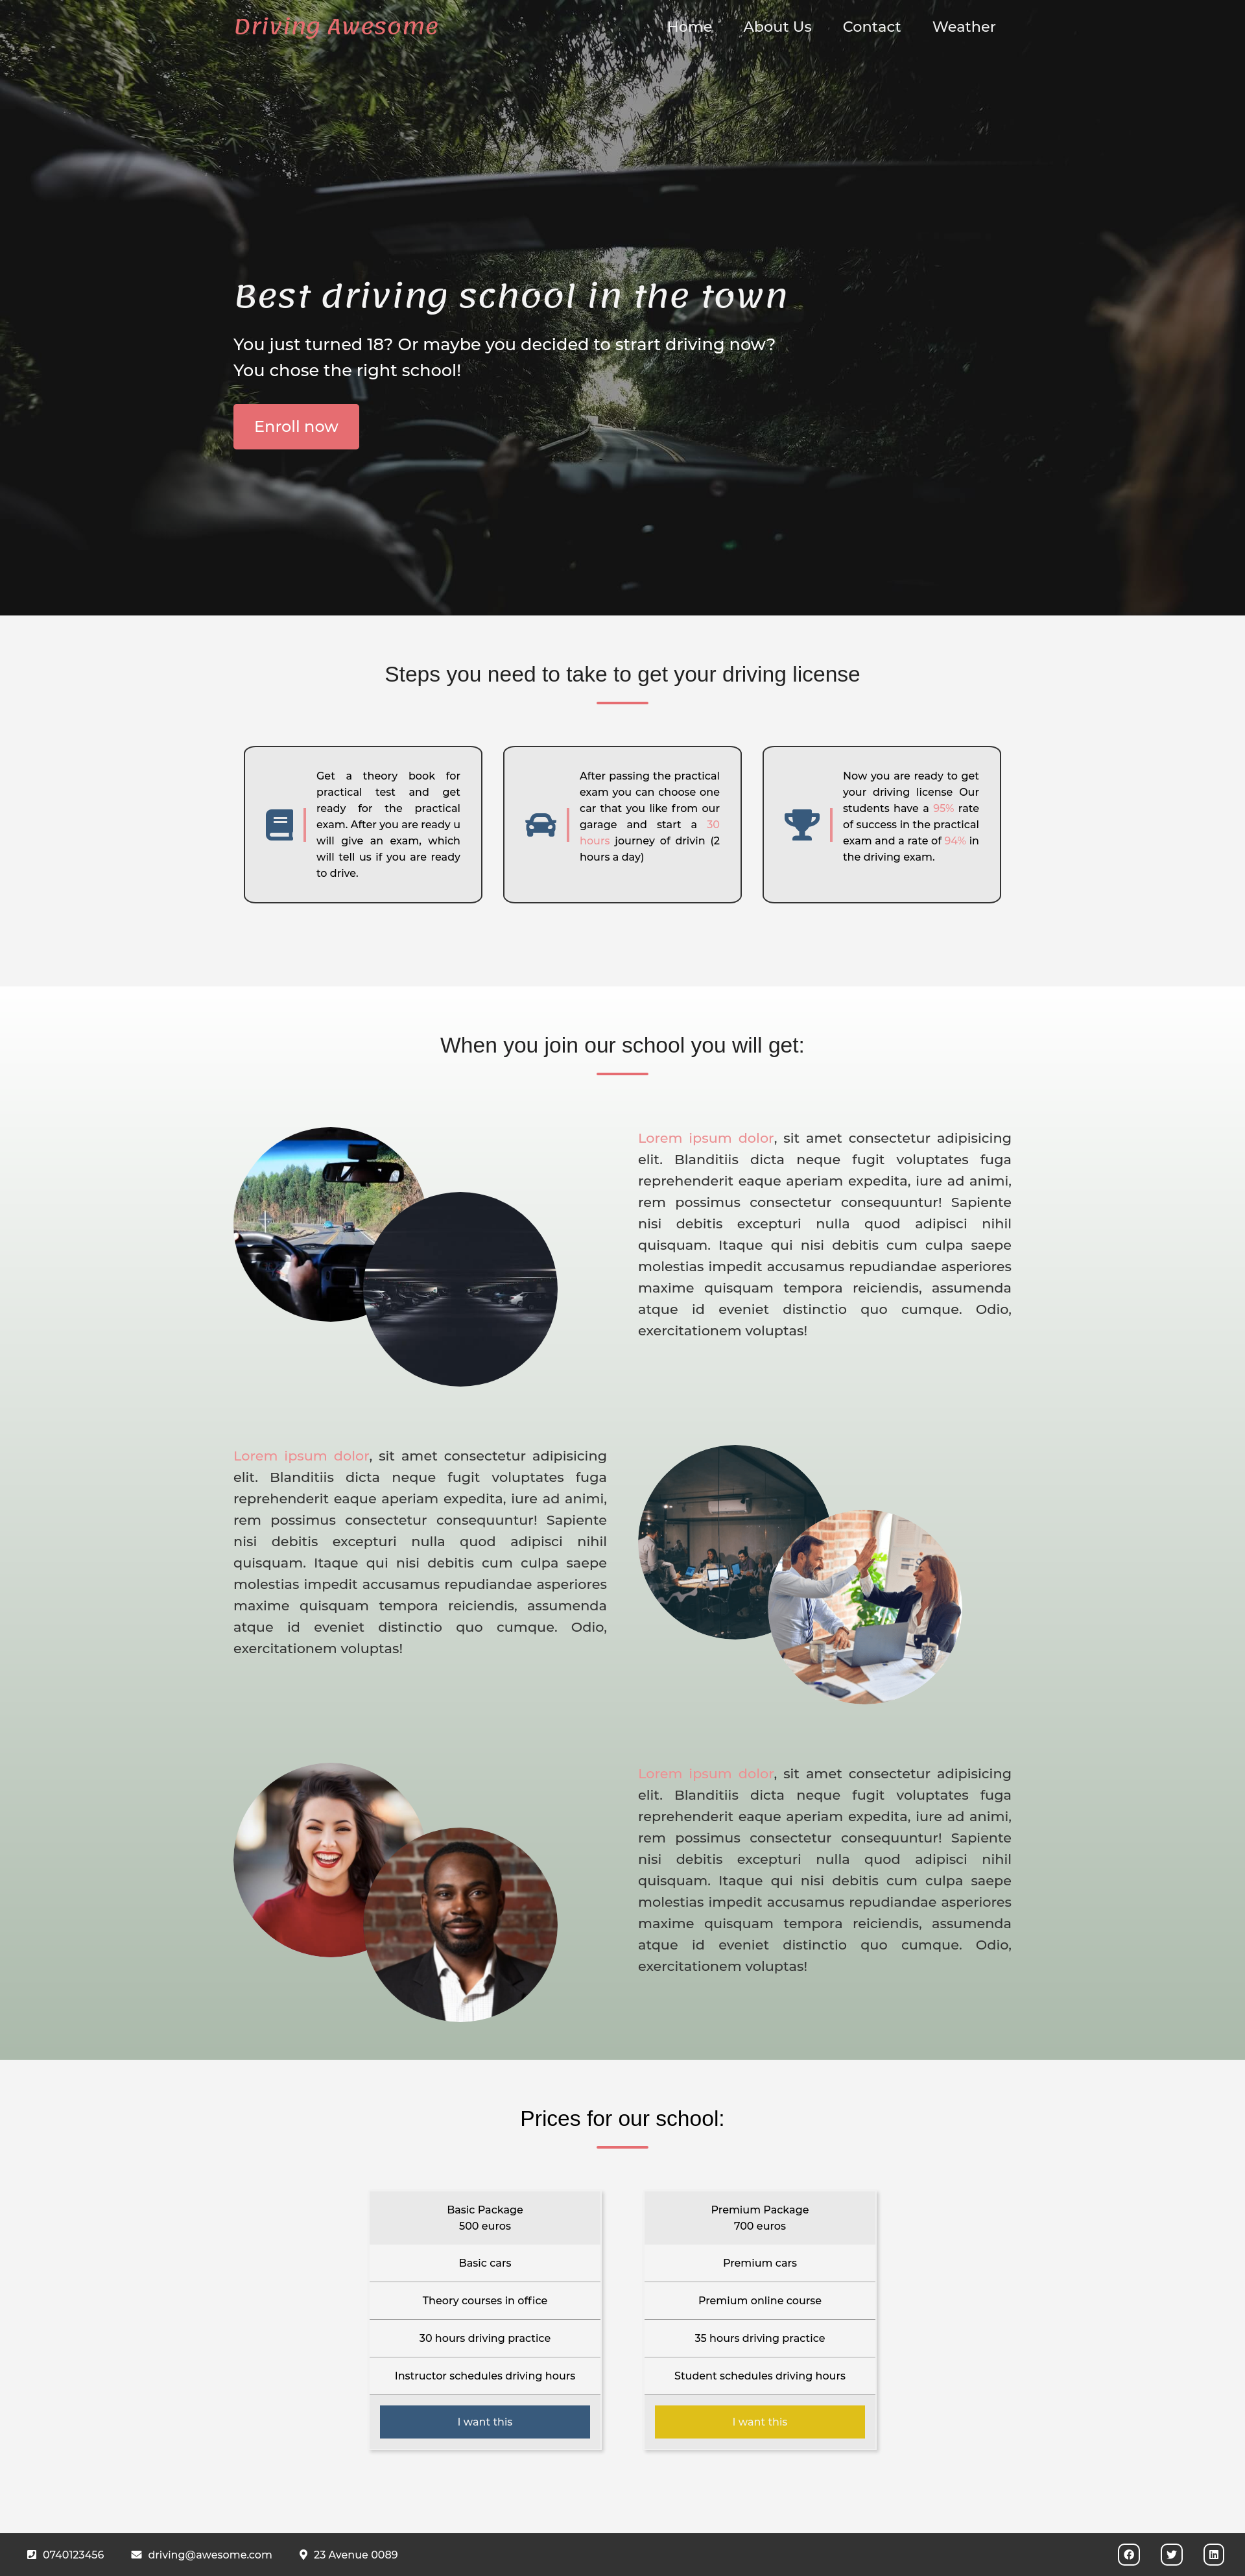 Driving Awesome
Home
About Us
Contact
Weather
Best driving school in the town
You just turned 18? Or maybe you decided to strart driving now?
You chose the right school!
Enroll now
Steps you need to take to get your driving license
Get a theory book for
practical test and get
ready for the practical
exam. After you are ready u
will give an exam, which
will tell us if you are ready
to drive.
After passing the practical
exam you can choose one
car that you like from our
garage and start a 30
hours journey of drivin (2
hours a day)
Now you are ready to get
your driving license Our
students have a 95% rate
of success in the practical
exam and a rate of 94% in
the driving exam.
When you join our school you will get:
Lorem ipsum dolor, sit amet consectetur adipisicing
elit. Blanditiis dicta neque fugit voluptates fuga
reprehenderit eaque aperiam expedita, iure ad animi,
rem possimus consectetur consequuntur! Sapiente
nisi debitis excepturi nulla quod adipisci nihil
quisquam. Itaque qui nisi debitis cum culpa saepe
molestias impedit accusamus repudiandae asperiores
maxime quisquam tempora reiciendis, assumenda
atque id eveniet distinctio quo cumque. Odio,
exercitationem voluptas!
Lorem ipsum dolor, sit amet consectetur adipisicing
elit. Blanditiis dicta neque fugit voluptates fuga
reprehenderit eaque aperiam expedita, iure ad animi,
rem possimus consectetur consequuntur! Sapiente
nisi debitis excepturi nulla quod adipisci nihil
quisquam. Itaque qui nisi debitis cum culpa saepe
molestias impedit accusamus repudiandae asperiores
maxime quisquam tempora reiciendis, assumenda
atque id eveniet distinctio quo cumque. Odio,
exercitationem voluptas!
Lorem ipsum dolor, sit amet consectetur adipisicing
elit. Blanditiis dicta neque fugit voluptates fuga
reprehenderit eaque aperiam expedita, iure ad animi,
rem possimus consectetur consequuntur! Sapiente
nisi debitis excepturi nulla quod adipisci nihil
quisquam. Itaque qui nisi debitis cum culpa saepe
molestias impedit accusamus repudiandae asperiores
maxime quisquam tempora reiciendis, assumenda
atque id eveniet distinctio quo cumque. Odio,
exercitationem voluptas!
Prices for our school:
Basic Package
500 euros
Basic cars
Theory courses in office
30 hours driving practice
Instructor schedules driving hours
I want this
Premium Package
700 euros
Premium cars
Premium online course
35 hours driving practice
Student schedules driving hours
I want this
0740123456
driving@awesome.com
23 Avenue 0089